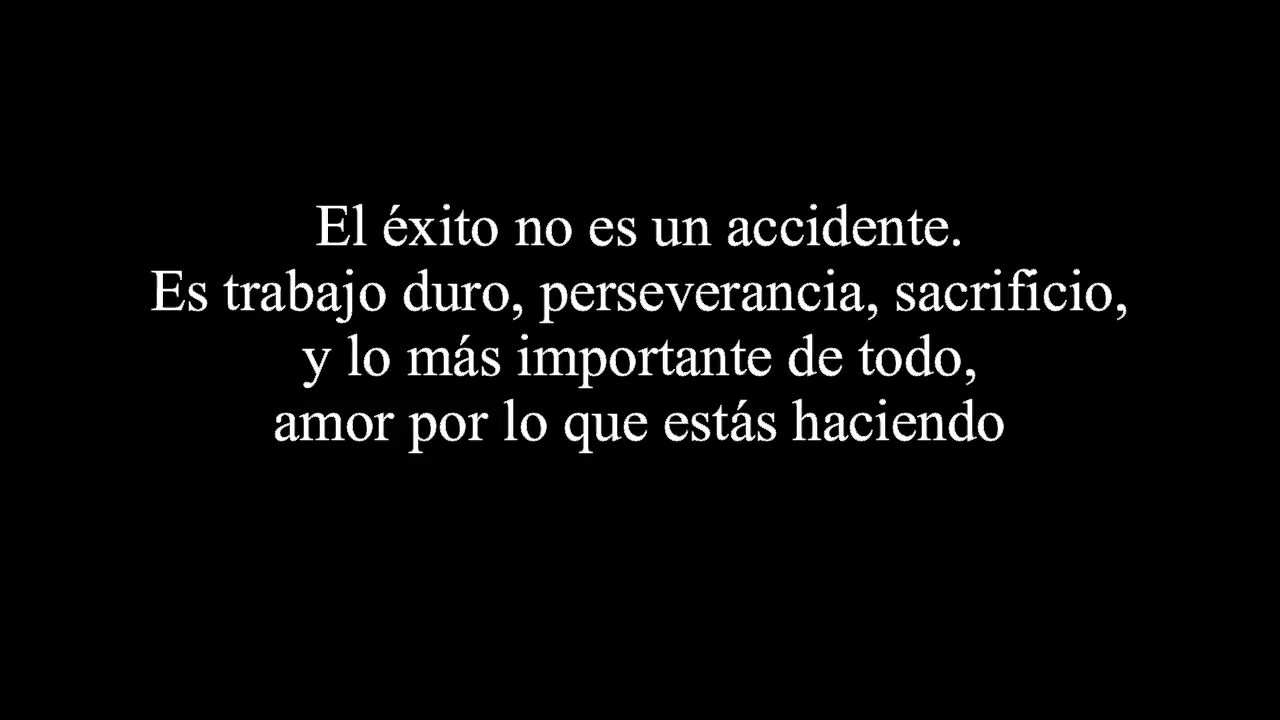 El éxito no es un accidente.
Es trabajo duro, perseverancia, sacrificio,
y lo más importante de todo,
amor por lo que estás haciendo